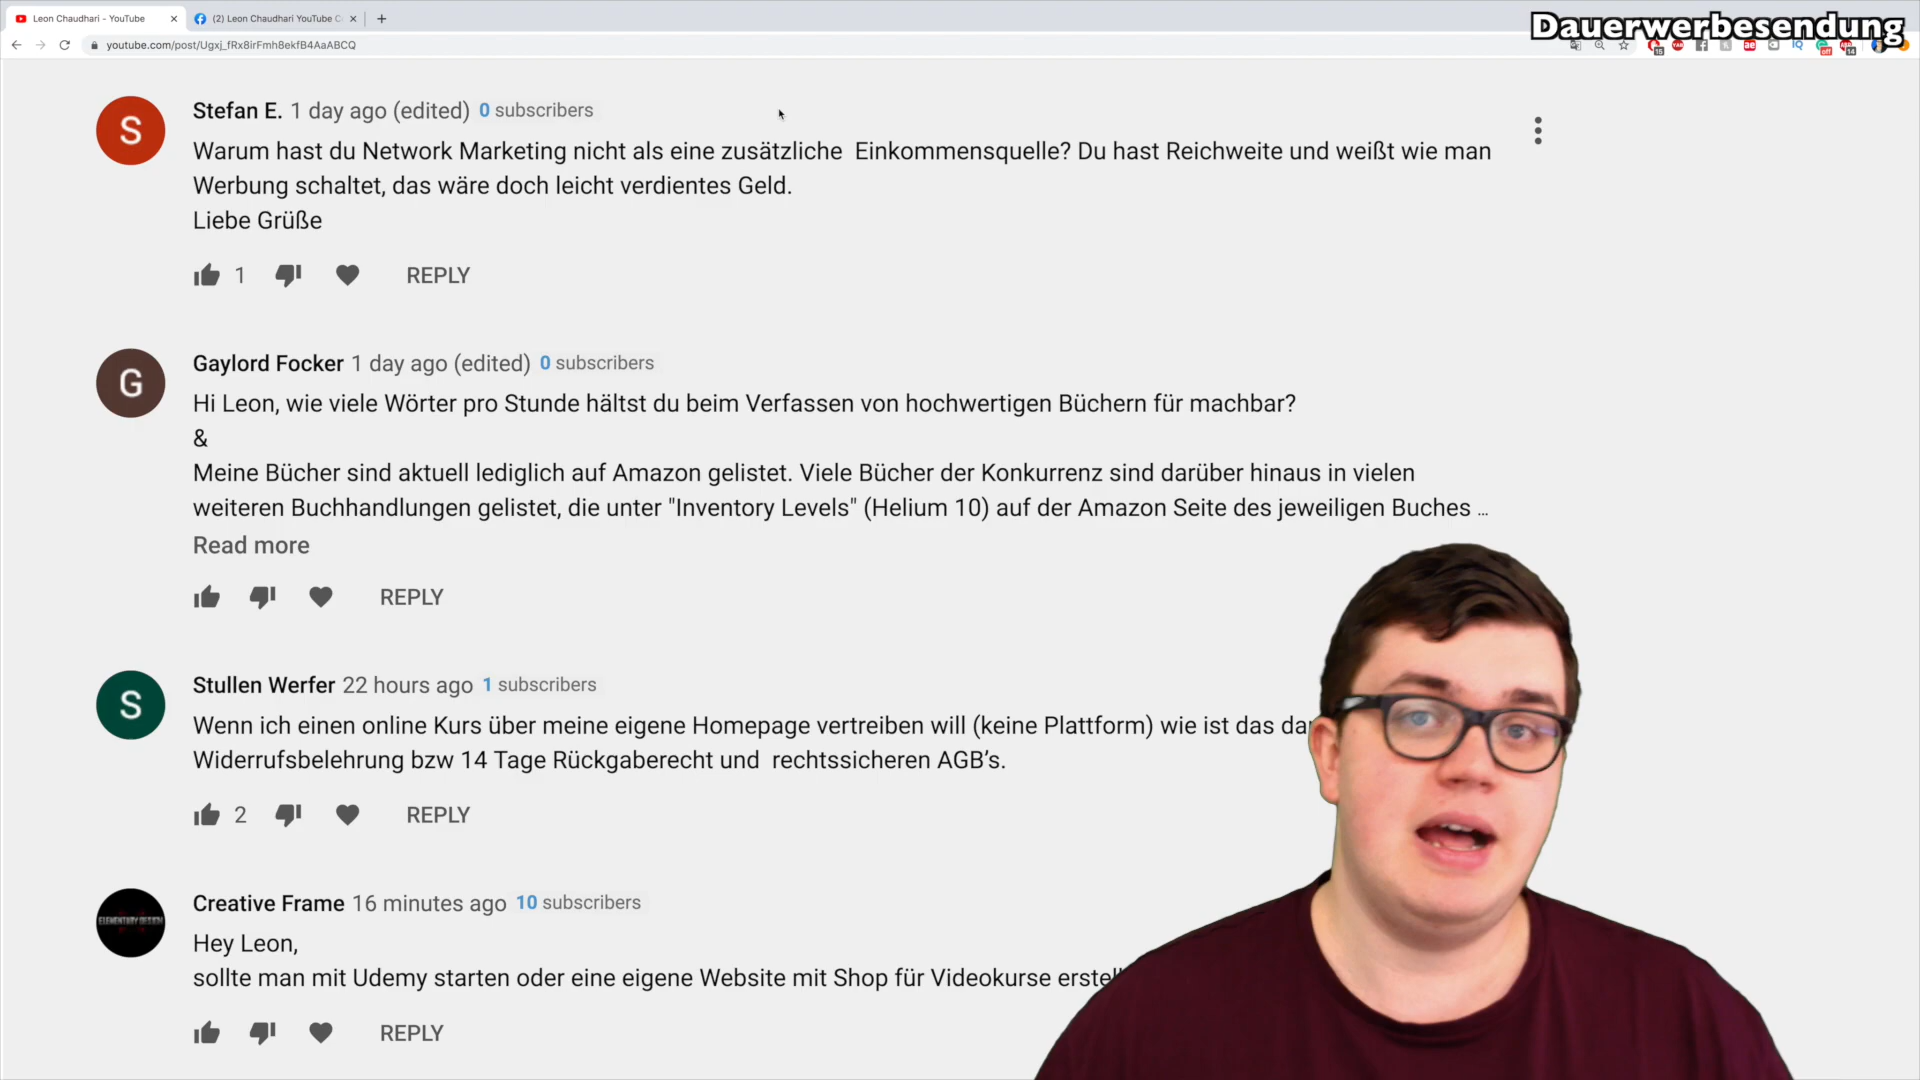 Leon Chaudhari - YouTube
(2) Leon Chaudhari YouTube C
Dauerwerbesendung
youtube.com/post/Ugxj_fRx8irFmh8ekfB4AaABCQ
S
Stefan E. 1 day ago (edited) 0 subscribers
Warum hast du Network Marketing nicht als eine zusätzliche Einkommensquelle? Du hast Reichweite und weißt wie man
Werbung schaltet, das wäre doch leicht verdientes Geld.
Liebe Grüße
1 REPLY
G
Gaylord Focker 1 day ago (edited) 0 subscribers
Hi Leon, wie viele Wörter pro Stunde hältst du beim Verfassen von hochwertigen Büchern für machbar?
&
Meine Bücher sind aktuell lediglich auf Amazon gelistet. Viele Bücher der Konkurrenz sind darüber hinaus in vielen
weiteren Buchhandlungen gelistet, die unter "Inventory Levels" (Helium 10) auf der Amazon Seite des jeweiligen Buches ...
Read more
REPLY
S
Stullen Werfer 22 hours ago 1 subscribers
Wenn ich einen online Kurs über meine eigene Homepage vertreiben will (keine Plattform) wie ist das da
Widerrufsbelehrung bzw 14 Tage Rückgaberecht und rechtssicheren AGB’s.
2 REPLY
ELEMENTARY DESIGN
Creative Frame 16 minutes ago 10 subscribers
Hey Leon,
sollte man mit Udemy starten oder eine eigene Website mit Shop für Videokurse erstel
REPLY